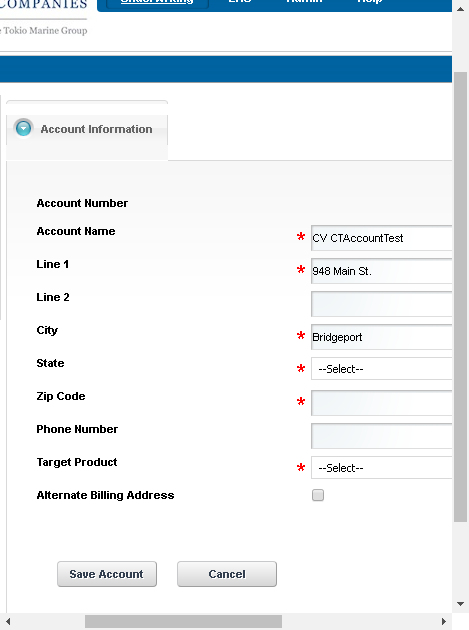 COMPANIES
Underwriting EHS Admin Help
Tokio Marine Group
Account Information
Account Number
Account Name * CV CTAccountTest
Line 1 * 948 Main St.
Line 2
City * Bridgeport
State * --Select--
Zip Code *
Phone Number
Target Product * --Select--
Alternate Billing Address
Save Account Cancel